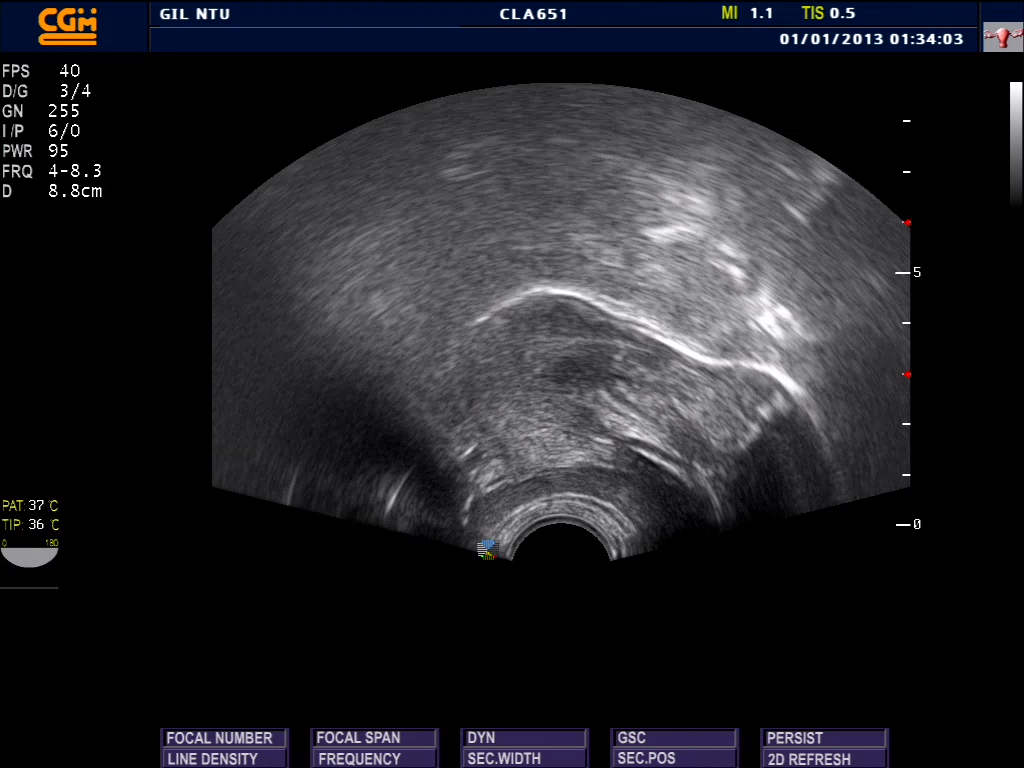 CGM
GIL NTU CLA651 MI 1.1 TIS 0.5
01/01/2013 01:34:03
FPS 40
D/G 3/4
GN 255
I/P 6/0
PWR 95
FRQ 4-8.3
D 8.8cm
5
PAT: 37 °C
TIP: 36 °C
0 180
0
FOCAL NUMBER FOCAL SPAN DYN GSC PERSIST
LINE DENSITY FREQUENCY SEC.WIDTH SEC.POS 2D REFRESH